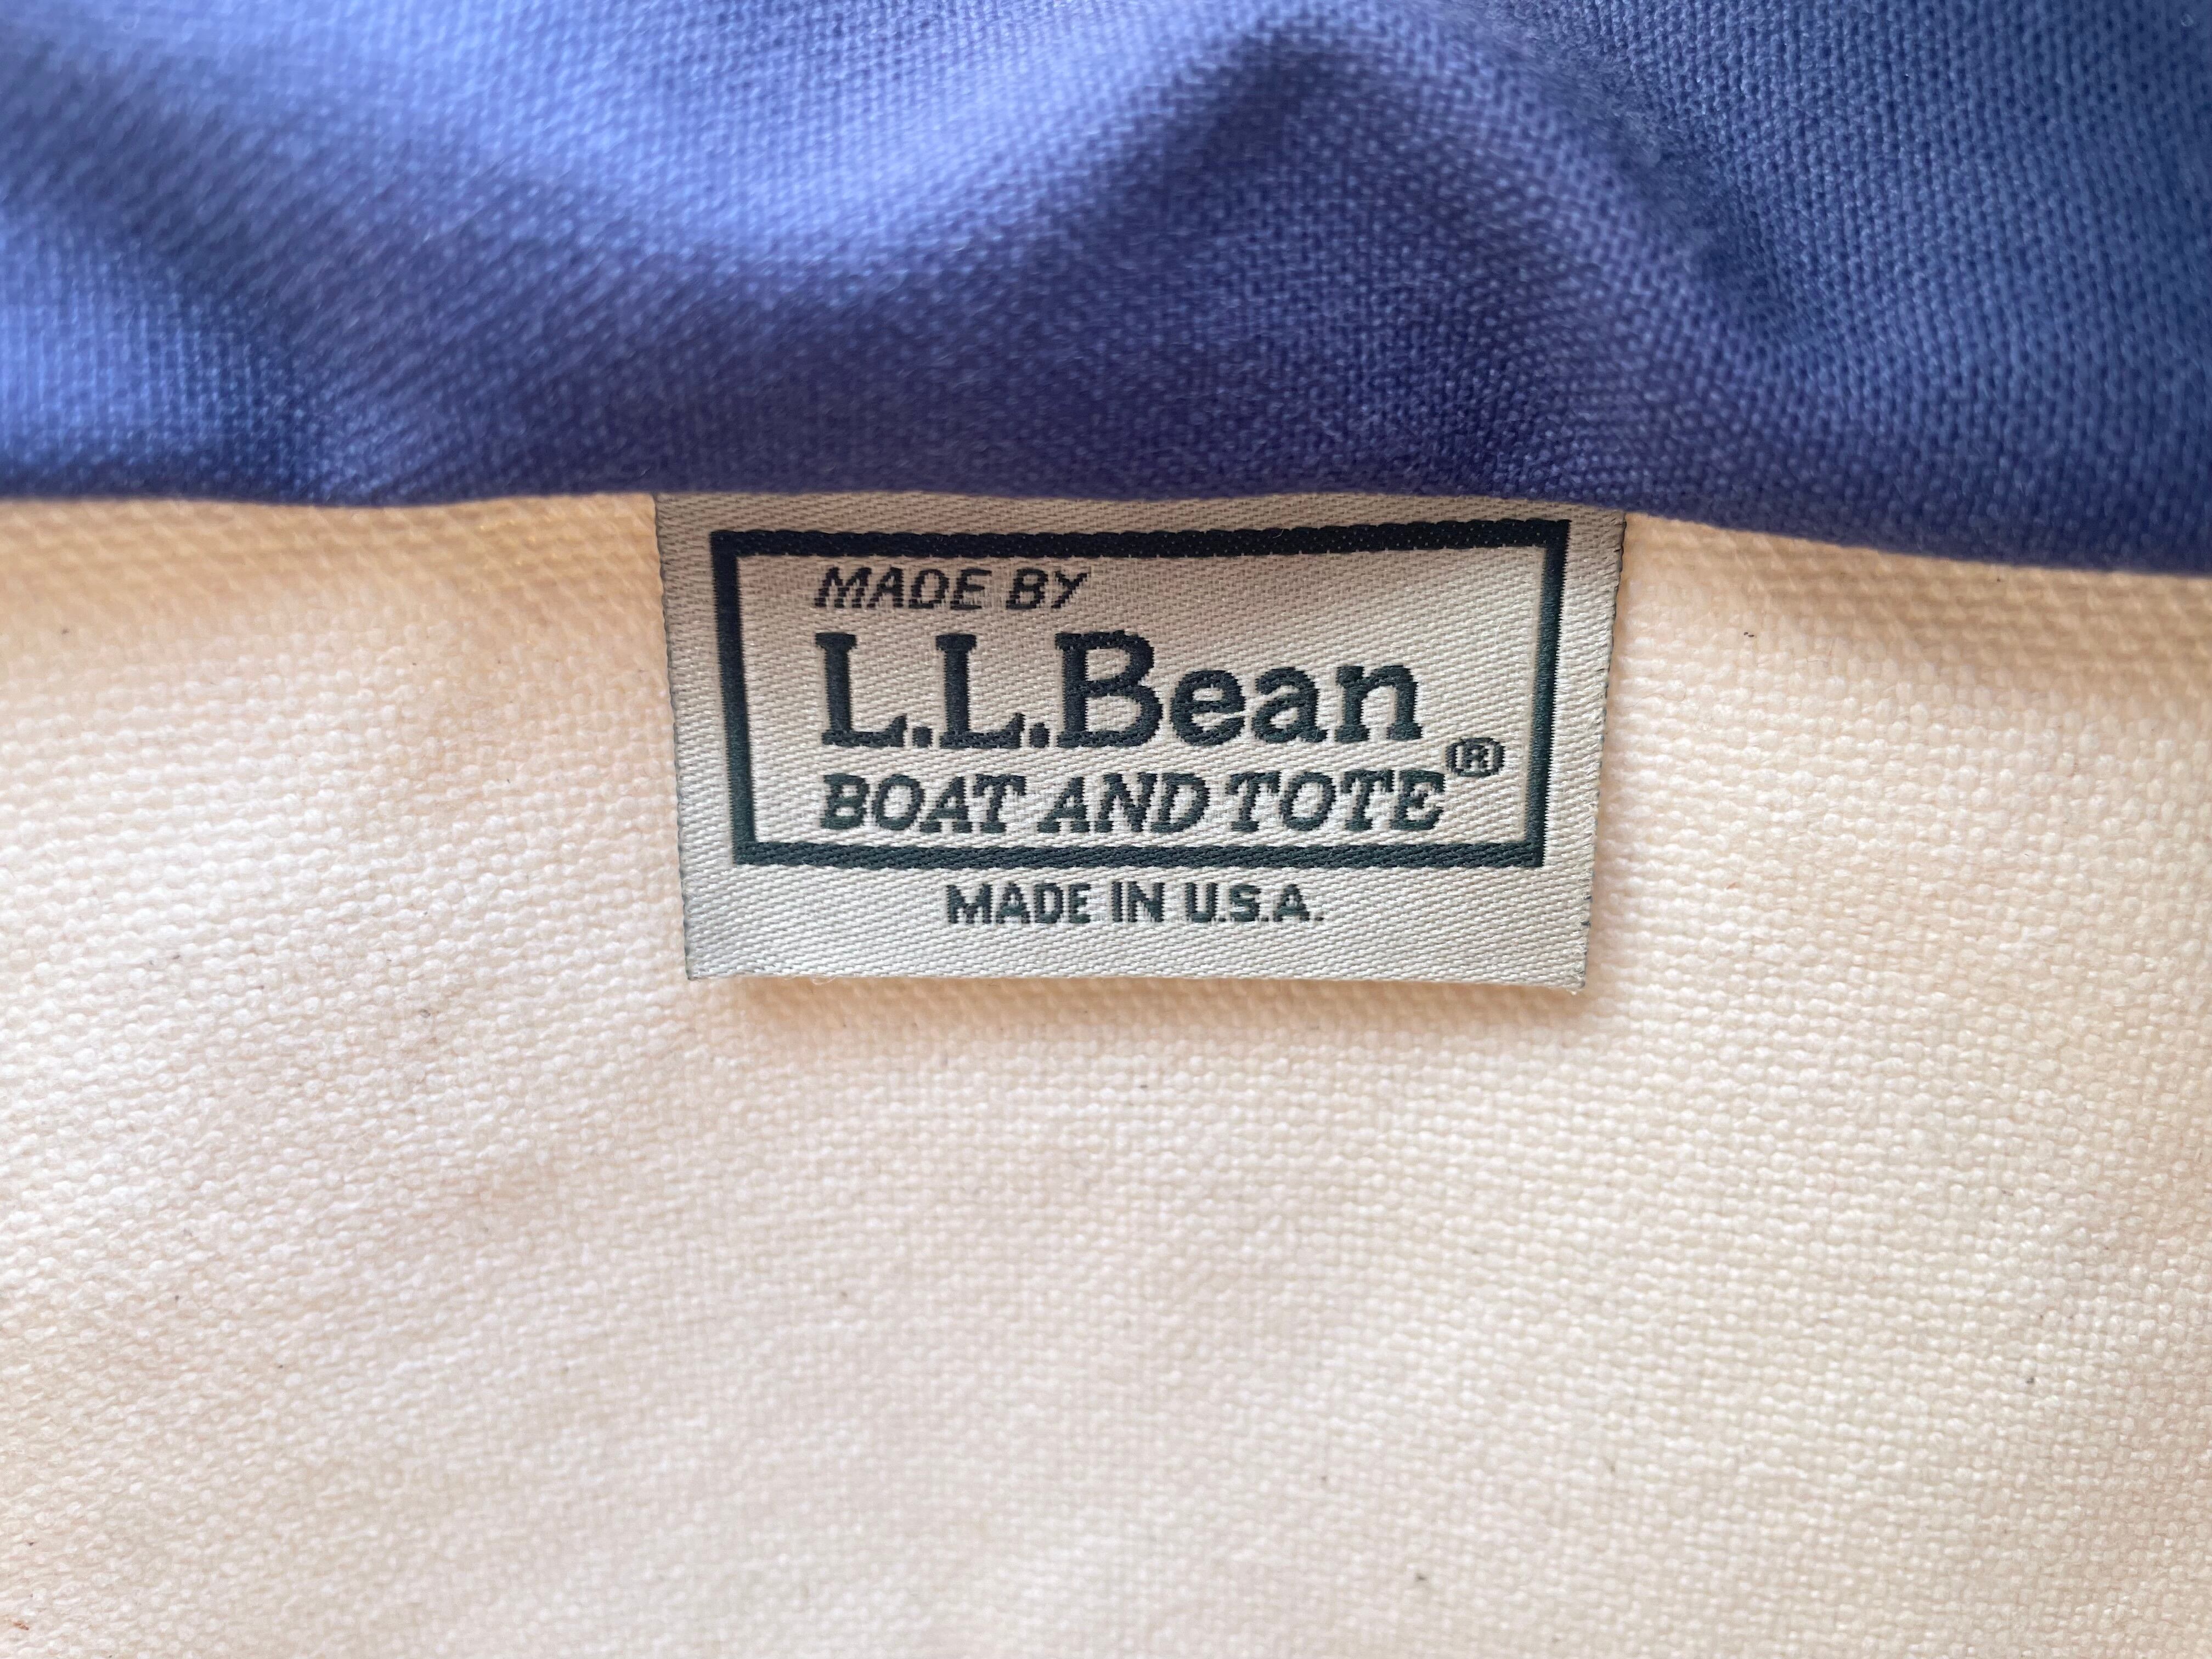 MADE BY
L.L.Bean
BOAT AND TOTE®
MADE IN U.S.A.